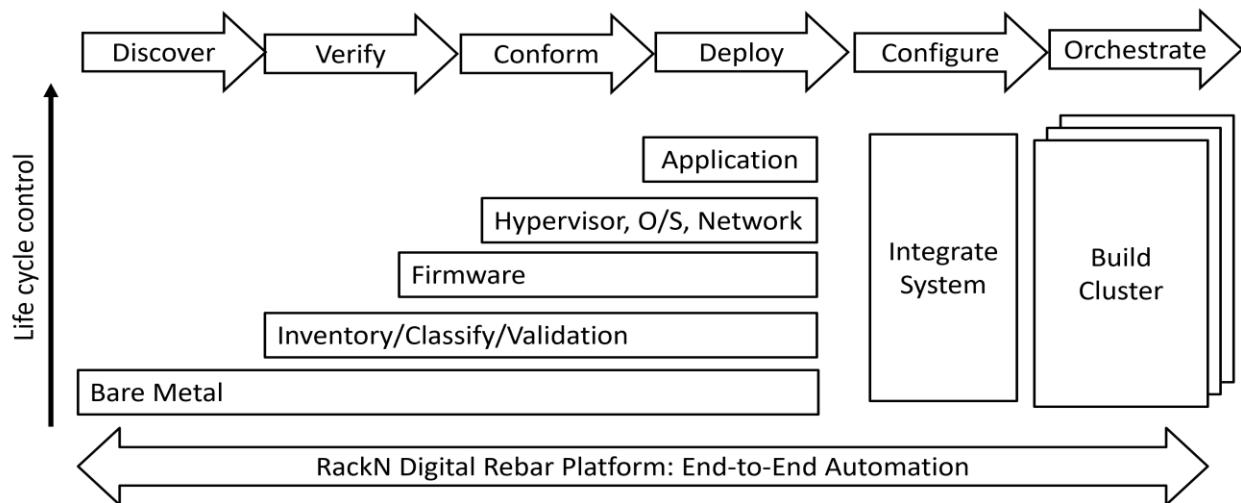 Discover
Verify
Conform
Deploy
Configure
Orchestrate
Life cycle control
Application
Hypervisor, O/S, Network
Firmware
Inventory/Classify/Validation
Bare Metal
Integrate
System
Build
Cluster
RackN Digital Rebar Platform: End-to-End Automation